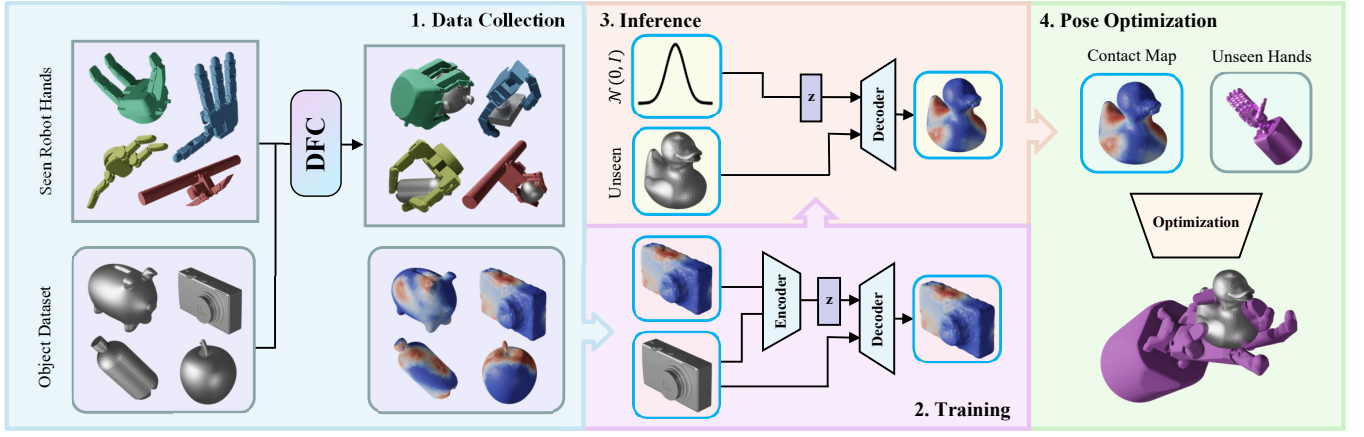 1. Data Collection
Seen Robot Hands
DFC
Object Dataset
3. Inference
N (0, I)
z
Decoder
Unseen
2. Training
Encoder
z
Decoder
4. Pose Optimization
Contact Map
Unseen Hands
Optimization